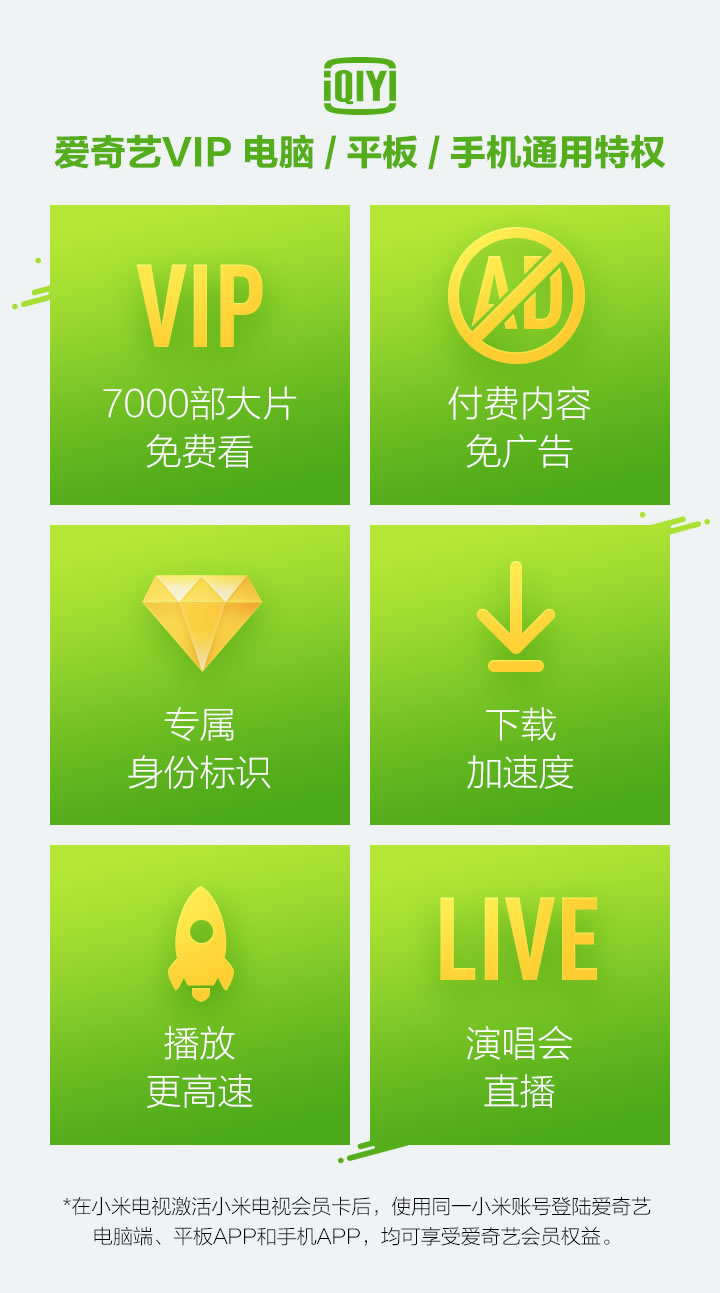 iQIYI
爱奇艺VIP 电脑 / 平板 / 手机通用特权
VIP
7000部大片
免费看
AD
付费内容
免广告
专属
身份标识
下载
加速度
播放
更高速
LIVE
演唱会
直播
*在小米电视激活小米电视会员卡后，使用同一小米账号登陆爱奇艺
电脑端、平板APP和手机APP，均可享受爱奇艺会员权益。